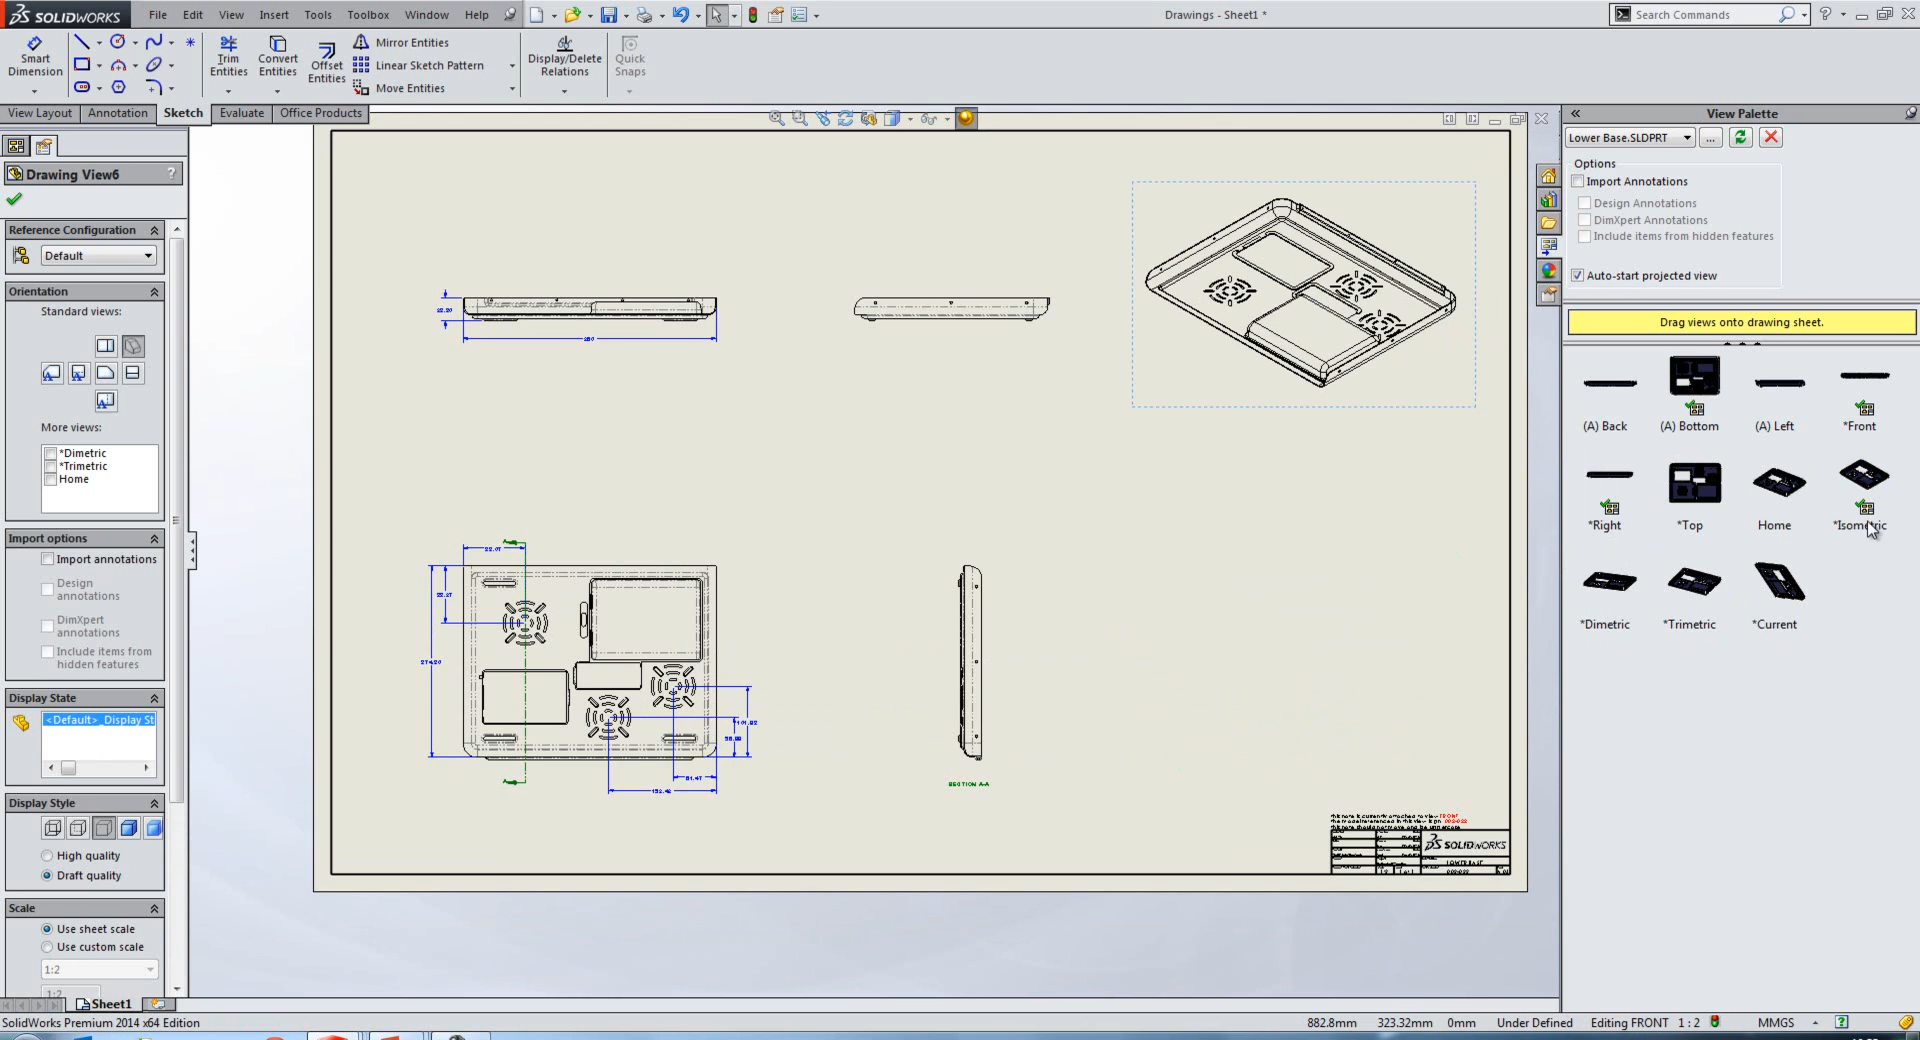 SOLIDWORKS
File Edit View Insert Tools Toolbox Window Help
Drawings - Sheet1 *
Search Commands
Smart Dimension
Trim Entities
Convert Entities
Offset Entities
Mirror Entities
Linear Sketch Pattern
Move Entities
Display/Delete Relations
Quick Snaps
View Layout Annotation Sketch Evaluate Office Products
Drawing View6
?
Reference Configuration
Default
Orientation
Standard views:
More views:
*Dimetric
*Trimetric
Home
Import options
Import annotations
Design annotations
DimXpert annotations
Include items from hidden features
Display State
<Default>_Display St
Display Style
High quality
Draft quality
Scale
Use sheet scale
Use custom scale
1:2
1:2
Sheet1
22.20
SECTION A-A
SOLIDWORKS
LOWER BASE
View Palette
Lower Base.SLDPRT
...
Options
Import Annotations
Design Annotations
DimXpert Annotations
Include items from hidden features
Auto-start projected view
Drag views onto drawing sheet.
(A) Back (A) Bottom (A) Left *Front
*Right *Top Home *Isometric
*Dimetric *Trimetric *Current
SolidWorks Premium 2014 x64 Edition
882.8mm 323.32mm 0mm Under Defined Editing FRONT 1 : 2 MMGS